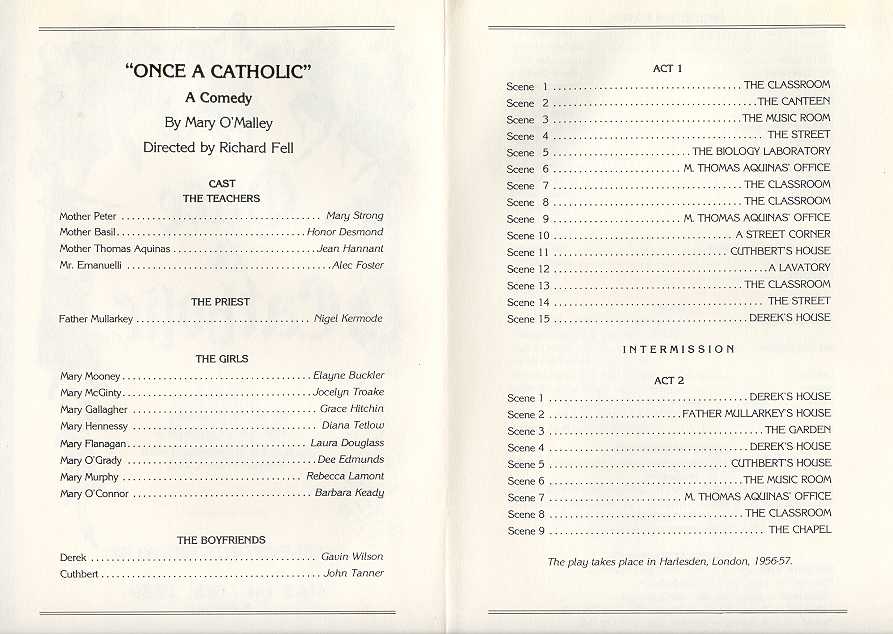 "ONCE A CATHOLIC"
A Comedy
By Mary O'Malley
Directed by Richard Fell
CAST
THE TEACHERS
Mother Peter ........................................ Mary Strong
Mother Basil...................................... Honor Desmond
Mother Thomas Aquinas ............................ Jean Hannant
Mr. Emanuelli ........................................ Alec Foster
THE PRIEST
Father Mullarkey .................................. Nigel Kermode
THE GIRLS
Mary Mooney ..................................... Elayne Buckler
Mary McGinty..................................... Jocelyn Troake
Mary Gallagher .................................... Grace Hitchin
Mary Hennessy .................................... Diana Tetlow
Mary Flanagan ................................... Laura Douglass
Mary O'Grady ..................................... Dee Edmunds
Mary Murphy ................................... Rebecca Lamont
Mary O'Connor ................................... Barbara Keady
THE BOYFRIENDS
Derek ............................................ Gavin Wilson
Cuthbert ........................................... John Tanner
ACT 1
Scene 1 ..................................... THE CLASSROOM
Scene 2 ........................................ THE CANTEEN
Scene 3 ..................................... THE MUSIC ROOM
Scene 4 .......................................... THE STREET
Scene 5 ........................... THE BIOLOGY LABORATORY
Scene 6 ......................... M. THOMAS AQUINAS' OFFICE
Scene 7 ..................................... THE CLASSROOM
Scene 8 ..................................... THE CLASSROOM
Scene 9 ......................... M. THOMAS AQUINAS' OFFICE
Scene 10 ................................... A STREET CORNER
Scene 11 .................................. CUTHBERT'S HOUSE
Scene 12 .......................................... A LAVATORY
Scene 13 ..................................... THE CLASSROOM
Scene 14 .......................................... THE STREET
Scene 15 ...................................... DEREK'S HOUSE
INTERMISSION
ACT 2
Scene 1 ...................................... DEREK'S HOUSE
Scene 2 .......................... FATHER MULLARKEY'S HOUSE
Scene 3 ......................................... THE GARDEN
Scene 4 ...................................... DEREK'S HOUSE
Scene 5 .................................. CUTHBERT'S HOUSE
Scene 6 ..................................... THE MUSIC ROOM
Scene 7 ......................... M. THOMAS AQUINAS' OFFICE
Scene 8 ..................................... THE CLASSROOM
Scene 9 .......................................... THE CHAPEL
The play takes place in Harlesden, London, 1956-57.